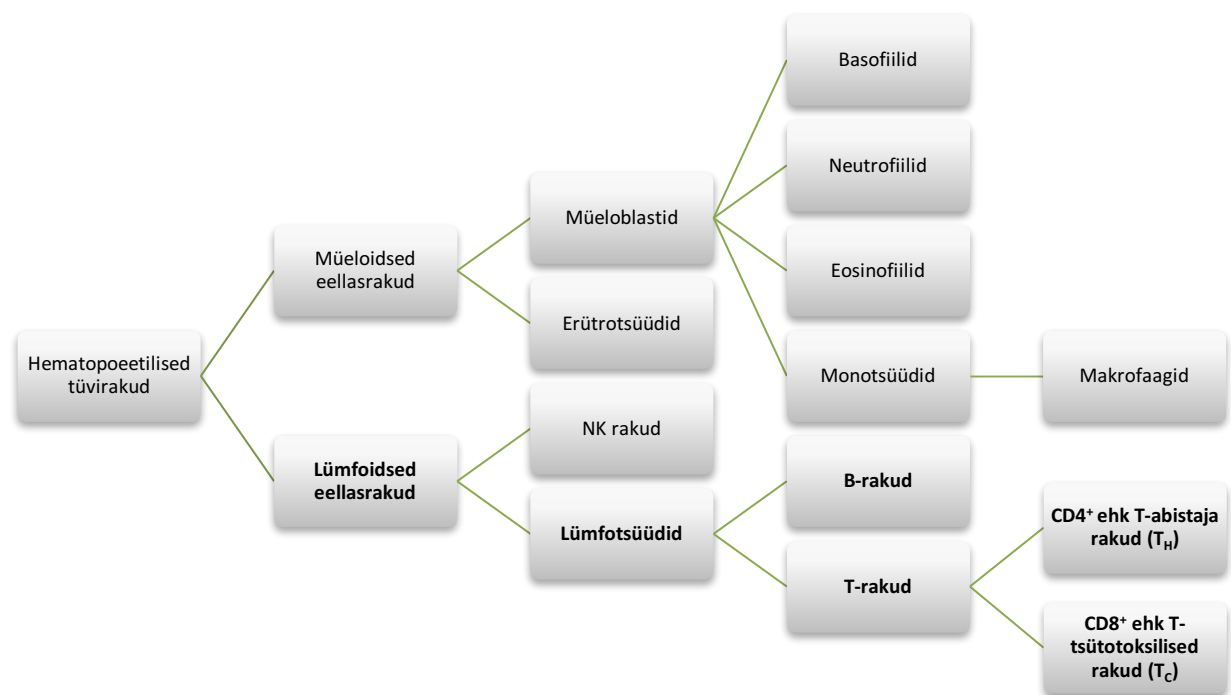 Hematopoeetilised
tüvirakud
Müeloidsed
eellasrakud
Lümfoidsed
eellasrakud
Müeloblastid
Erütrotsüüdid
NK rakud
Lümfotsüüdid
Basofiilid
Neutrofiilid
Eosinofiilid
Monotsüüdid
B-rakud
T-rakud
Makrofaagid
CD4⁺ ehk T-abistaja
rakud (T_H)
CD8⁺ ehk T-
tsütotoksilised
rakud (T_C)